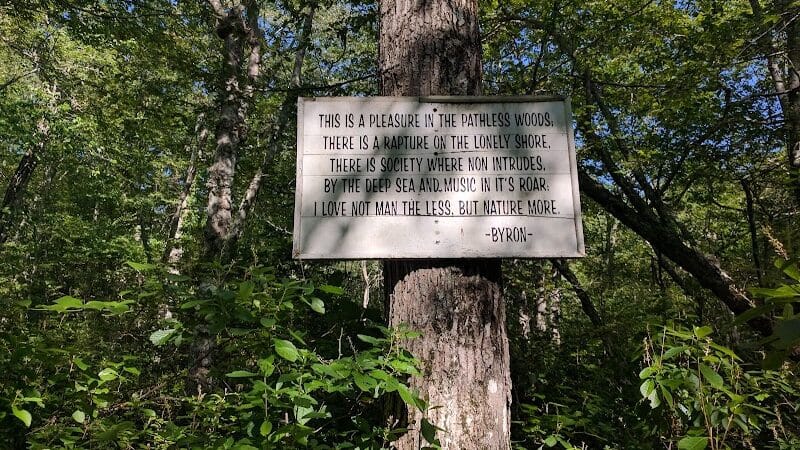 THIS IS A PLEASURE IN THE PATHLESS WOODS,
THERE IS A RAPTURE ON THE LONELY SHORE,
THERE IS SOCIETY WHERE NON INTRUDES,
BY THE DEEP SEA AND MUSIC IN IT'S ROAR;
I LOVE NOT MAN THE LESS, BUT NATURE MORE.
-BYRON-